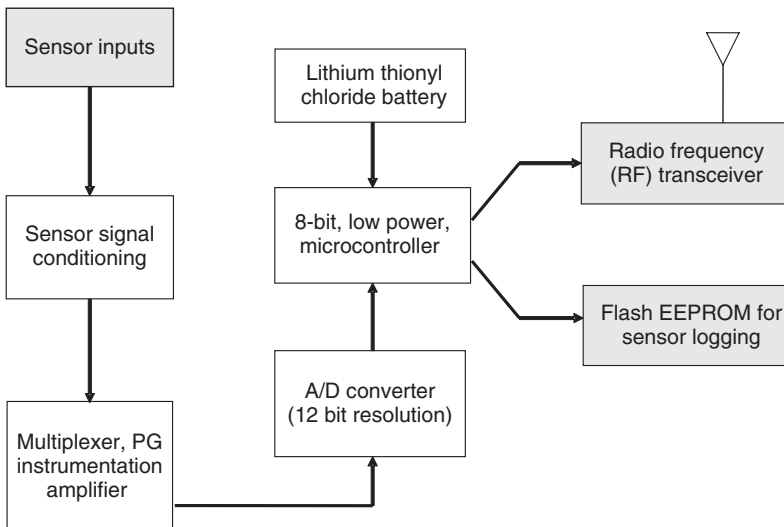 Sensor inputs
Sensor signal
conditioning
Multiplexer, PG
instrumentation
amplifier
Lithium thionyl
chloride battery
8-bit, low power,
microcontroller
A/D converter
(12 bit resolution)
Radio frequency
(RF) transceiver
Flash EEPROM for
sensor logging